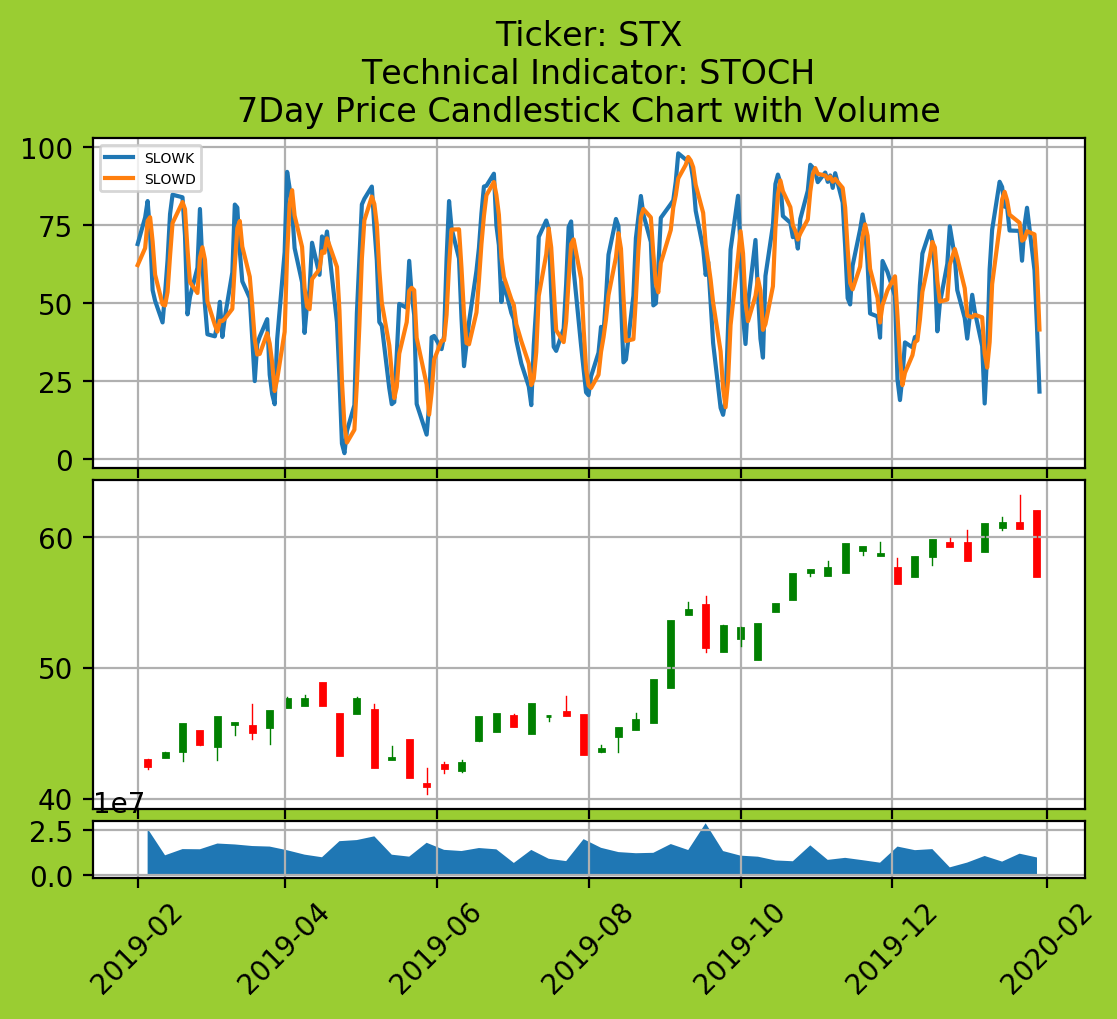 Ticker: STX
Technical Indicator: STOCH
7Day Price Candlestick Chart with Volume
100
75
50
25
0
SLOWK
SLOWD
60
50
40
1e7
2.5
0.0
2019-02
2019-04
2019-06
2019-08
2019-10
2019-12
2020-02